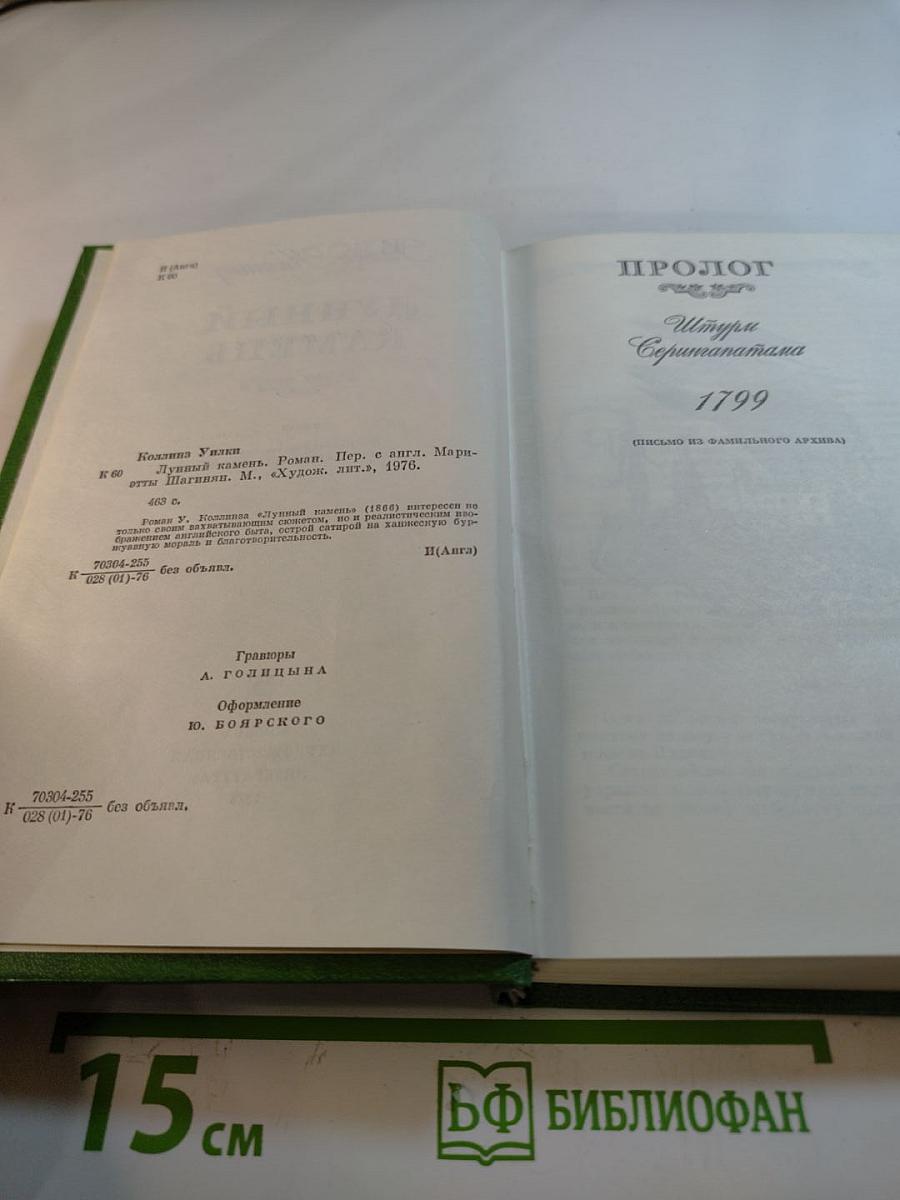 И (Англ)
К 60
Коллинз Уилки
К 60 Лунный камень. Роман. Пер. с англ. Мари-
этты Шагинян. М., «Худож. лит.», 1976.
463 с.
Роман У. Коллинза «Лунный камень» (1866) интересен не
только своим захватывающим сюжетом, но и реалистическим изо-
бражением английского быта, острой сатирой на ханжескую бур-
жуазную мораль и благотворительность.
К 70304-255
028 (01)-76 без объявл.
И(Англ)
Гравюры
А. ГОЛИЦЫНА
Оформление
Ю. БОЯРСКОГО
К 70304-255
028 (01)-76 без объявл.
ПРОЛОГ
Штурм
Серингапатама
1799
(ПИСЬМО ИЗ ФАМИЛЬНОГО АРХИВА)
15 см
БФ БИБЛИОФАН